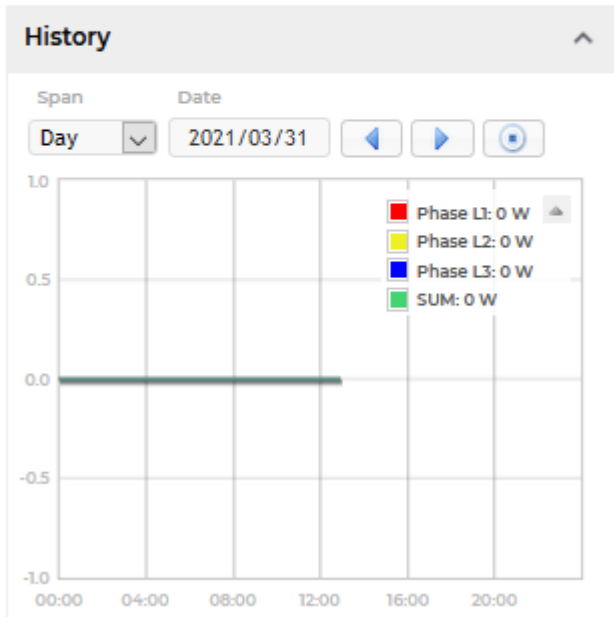 History
Span Date
Day 2021/03/31
1.0
Phase L1: 0 W
Phase L2: 0 W
0.5
Phase L3: 0 W
SUM: 0 W
0.0
-0.5
-1.0
00:00 04:00 08:00 12:00 16:00 20:00